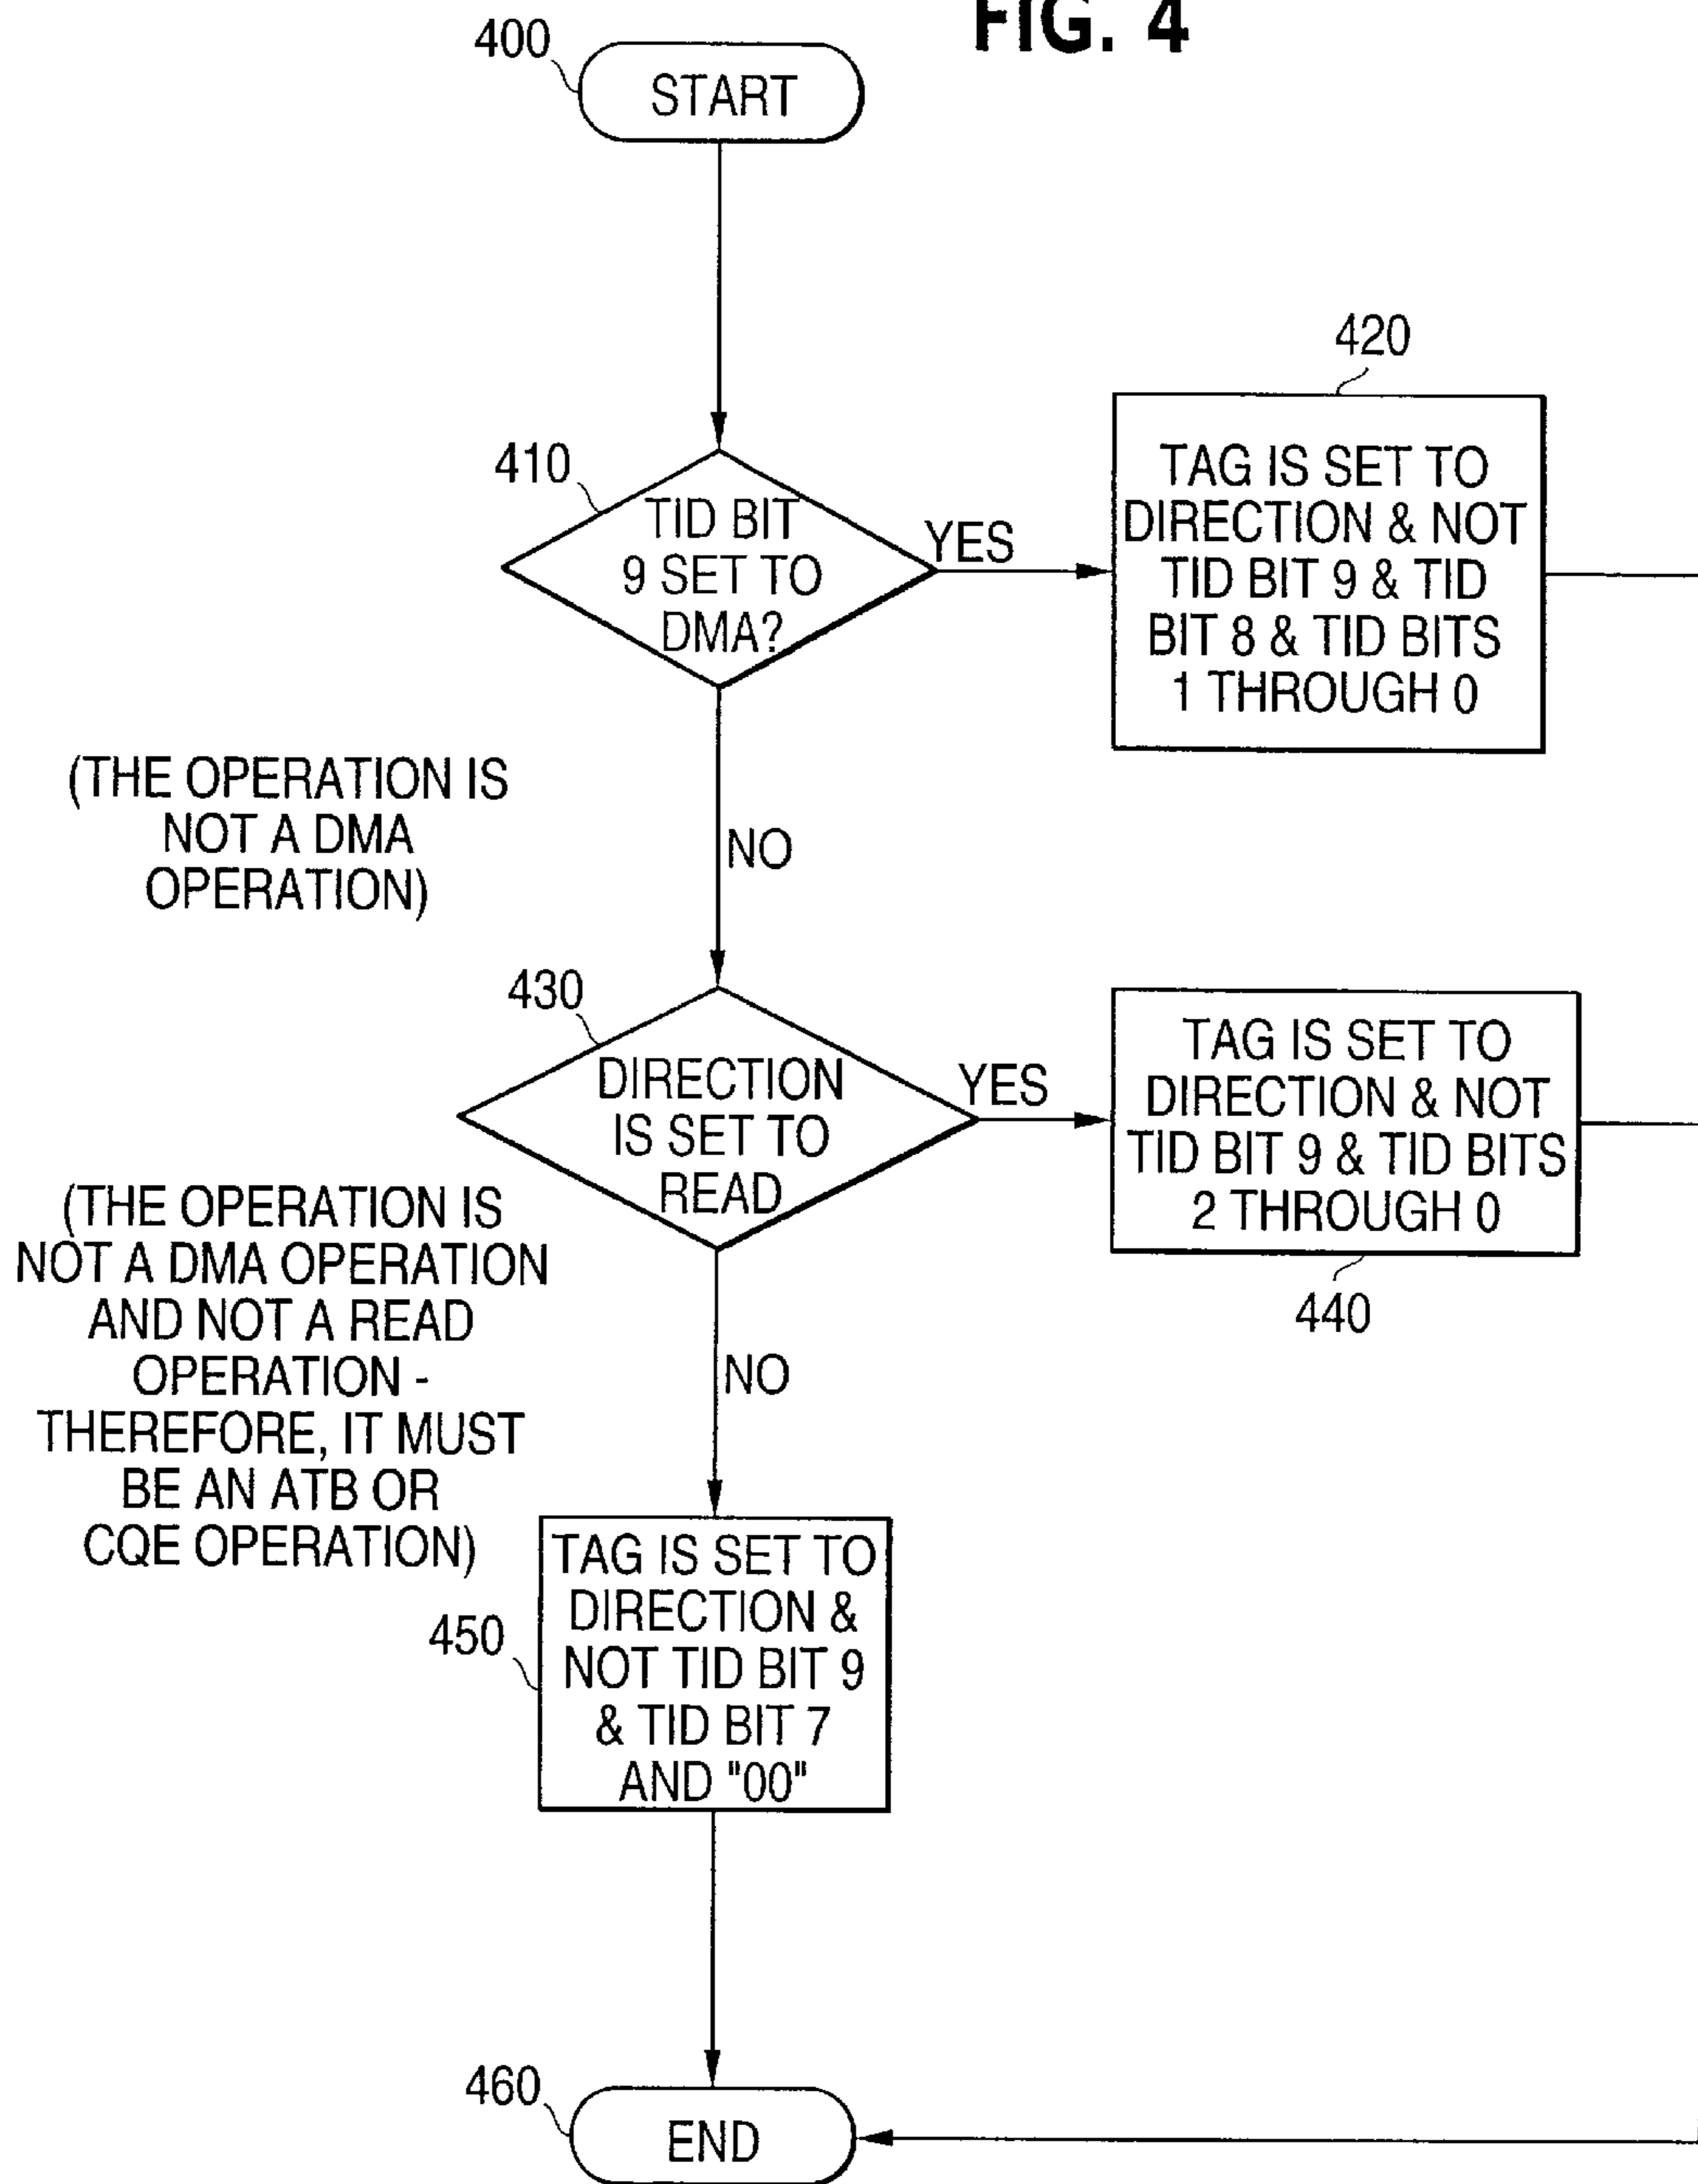 FIG. 4
400
START
410
TID BIT
9 SET TO
DMA?
YES
420
TAG IS SET TO
DIRECTION & NOT
TID BIT 9 & TID
BIT 8 & TID BITS
1 THROUGH 0
(THE OPERATION IS
NOT A DMA
OPERATION)
NO
430
DIRECTION
IS SET TO
READ
YES
TAG IS SET TO
DIRECTION & NOT
TID BIT 9 & TID BITS
2 THROUGH 0
440
(THE OPERATION IS
NOT A DMA OPERATION
AND NOT A READ
OPERATION -
THEREFORE, IT MUST
BE AN ATB OR
CQE OPERATION)
NO
450
TAG IS SET TO
DIRECTION &
NOT TID BIT 9
& TID BIT 7
AND "00"
460
END